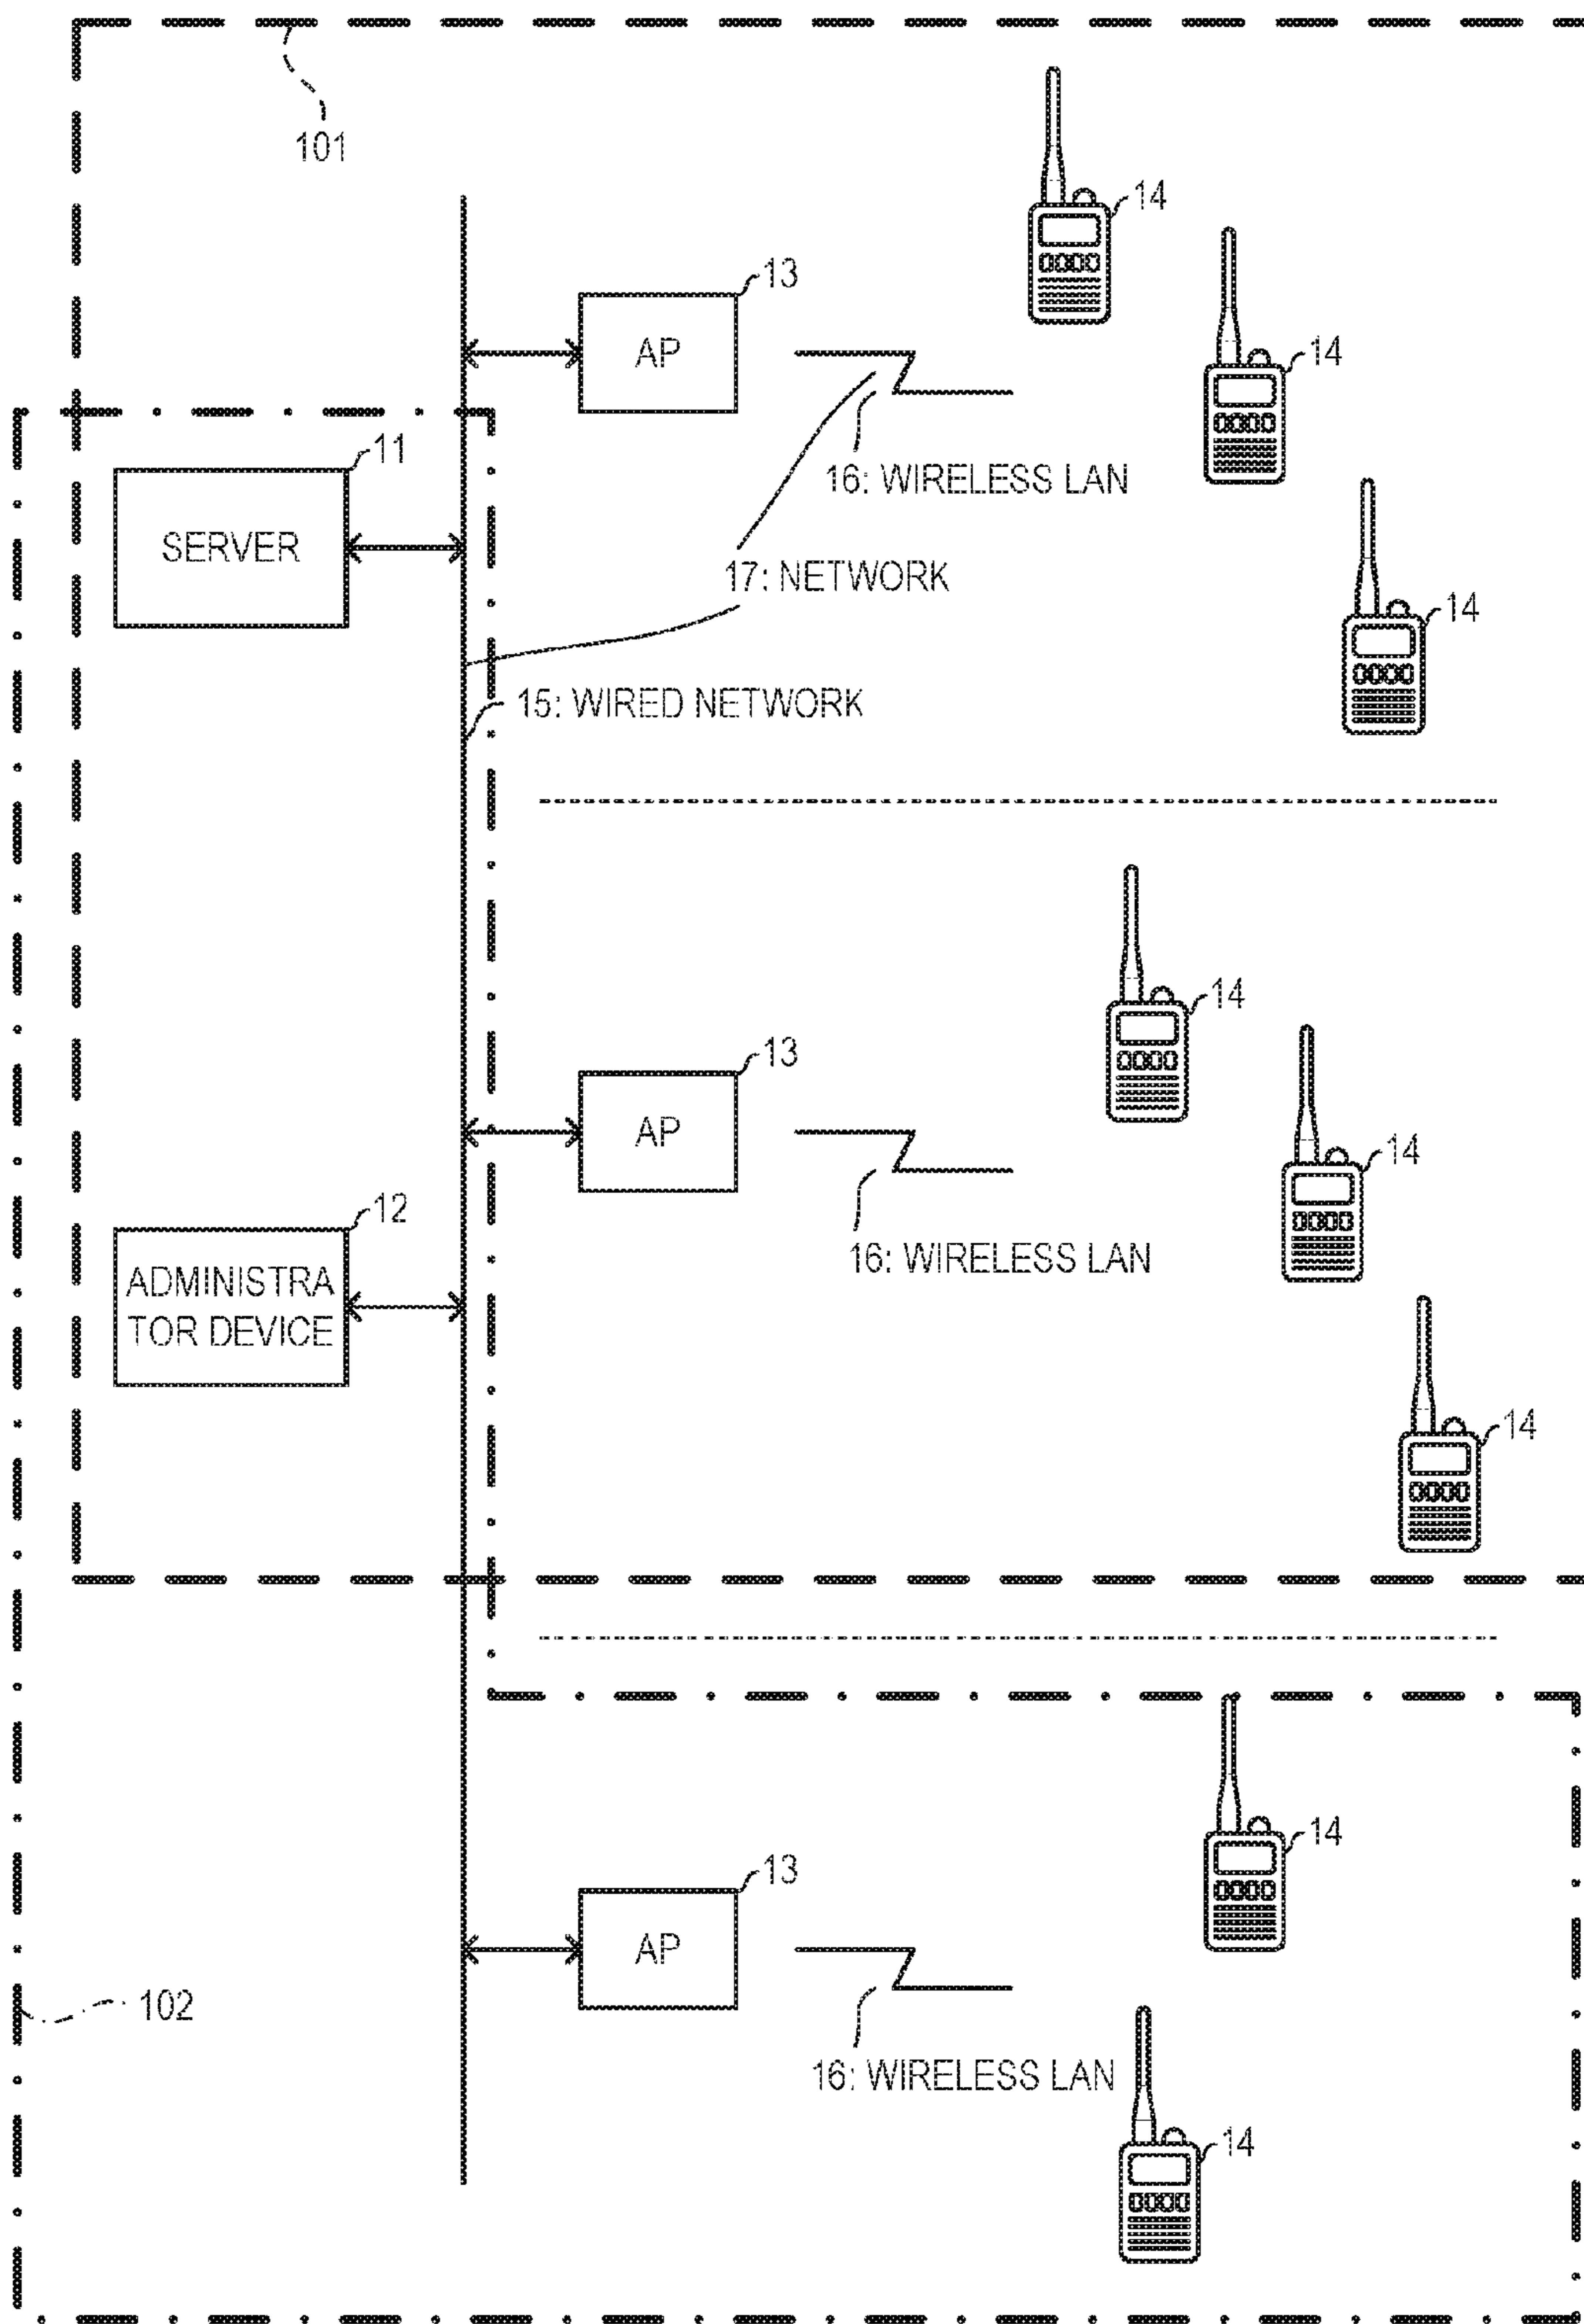 101
14
13
AP
14
11
16: WIRELESS LAN
SERVER
17: NETWORK
14
15: WIRED NETWORK
14
13
AP
14
12
16: WIRELESS LAN
ADMINISTRA
TOR DEVICE
14
14
13
AP
102
16: WIRELESS LAN
14